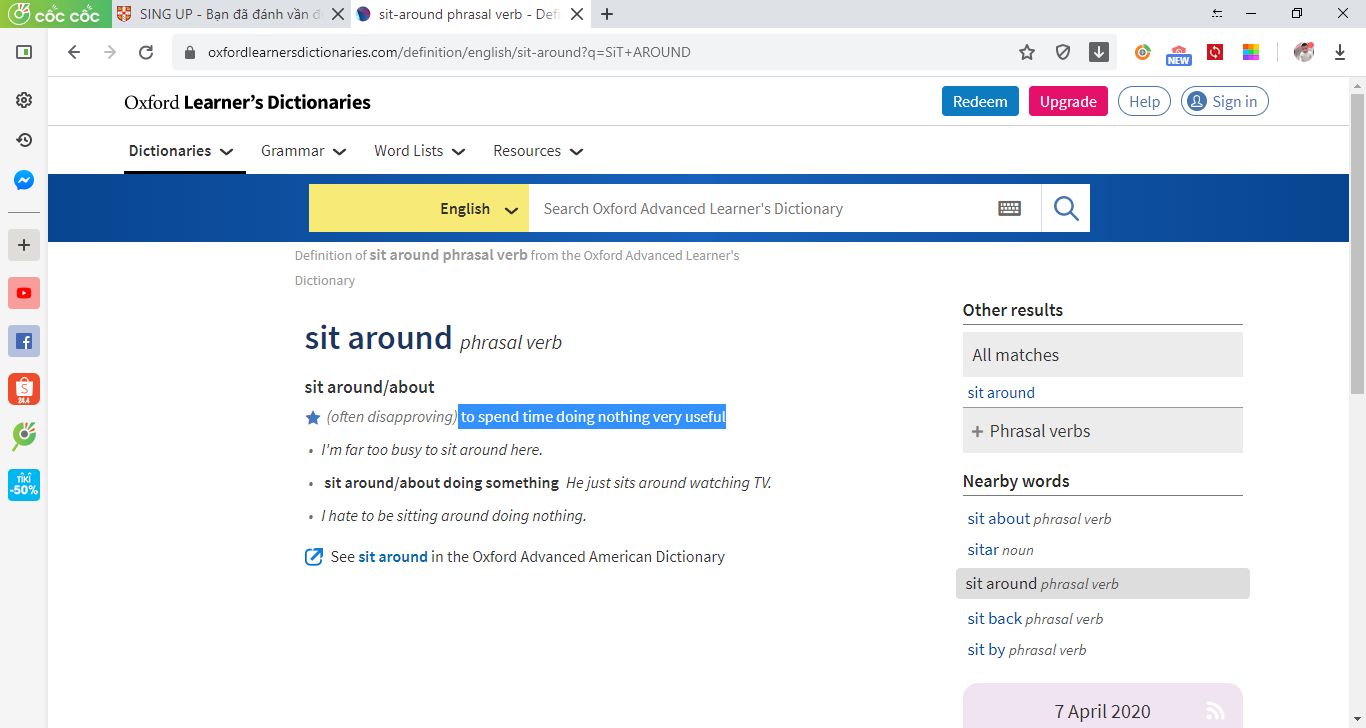 cốc cốc
SING UP - Bạn đã đánh vần đ
sit-around phrasal verb - Defi
oxfordlearnersdictionaries.com/definition/english/sit-around?q=SiT+AROUND
NEW
Oxford Learner's Dictionaries
Redeem
Upgrade
Help
Sign in
Dictionaries
Grammar
Word Lists
Resources
English
Search Oxford Advanced Learner's Dictionary
Definition of sit around phrasal verb from the Oxford Advanced Learner's
Dictionary
sit around phrasal verb
sit around/about
(often disapproving) to spend time doing nothing very useful
• I'm far too busy to sit around here.
• sit around/about doing something He just sits around watching TV.
• I hate to be sitting around doing nothing.
See sit around in the Oxford Advanced American Dictionary
Other results
All matches
sit around
+ Phrasal verbs
Nearby words
sit about phrasal verb
sitar noun
sit around phrasal verb
sit back phrasal verb
sit by phrasal verb
7 April 2020
S
24.4
TIKI
-50%